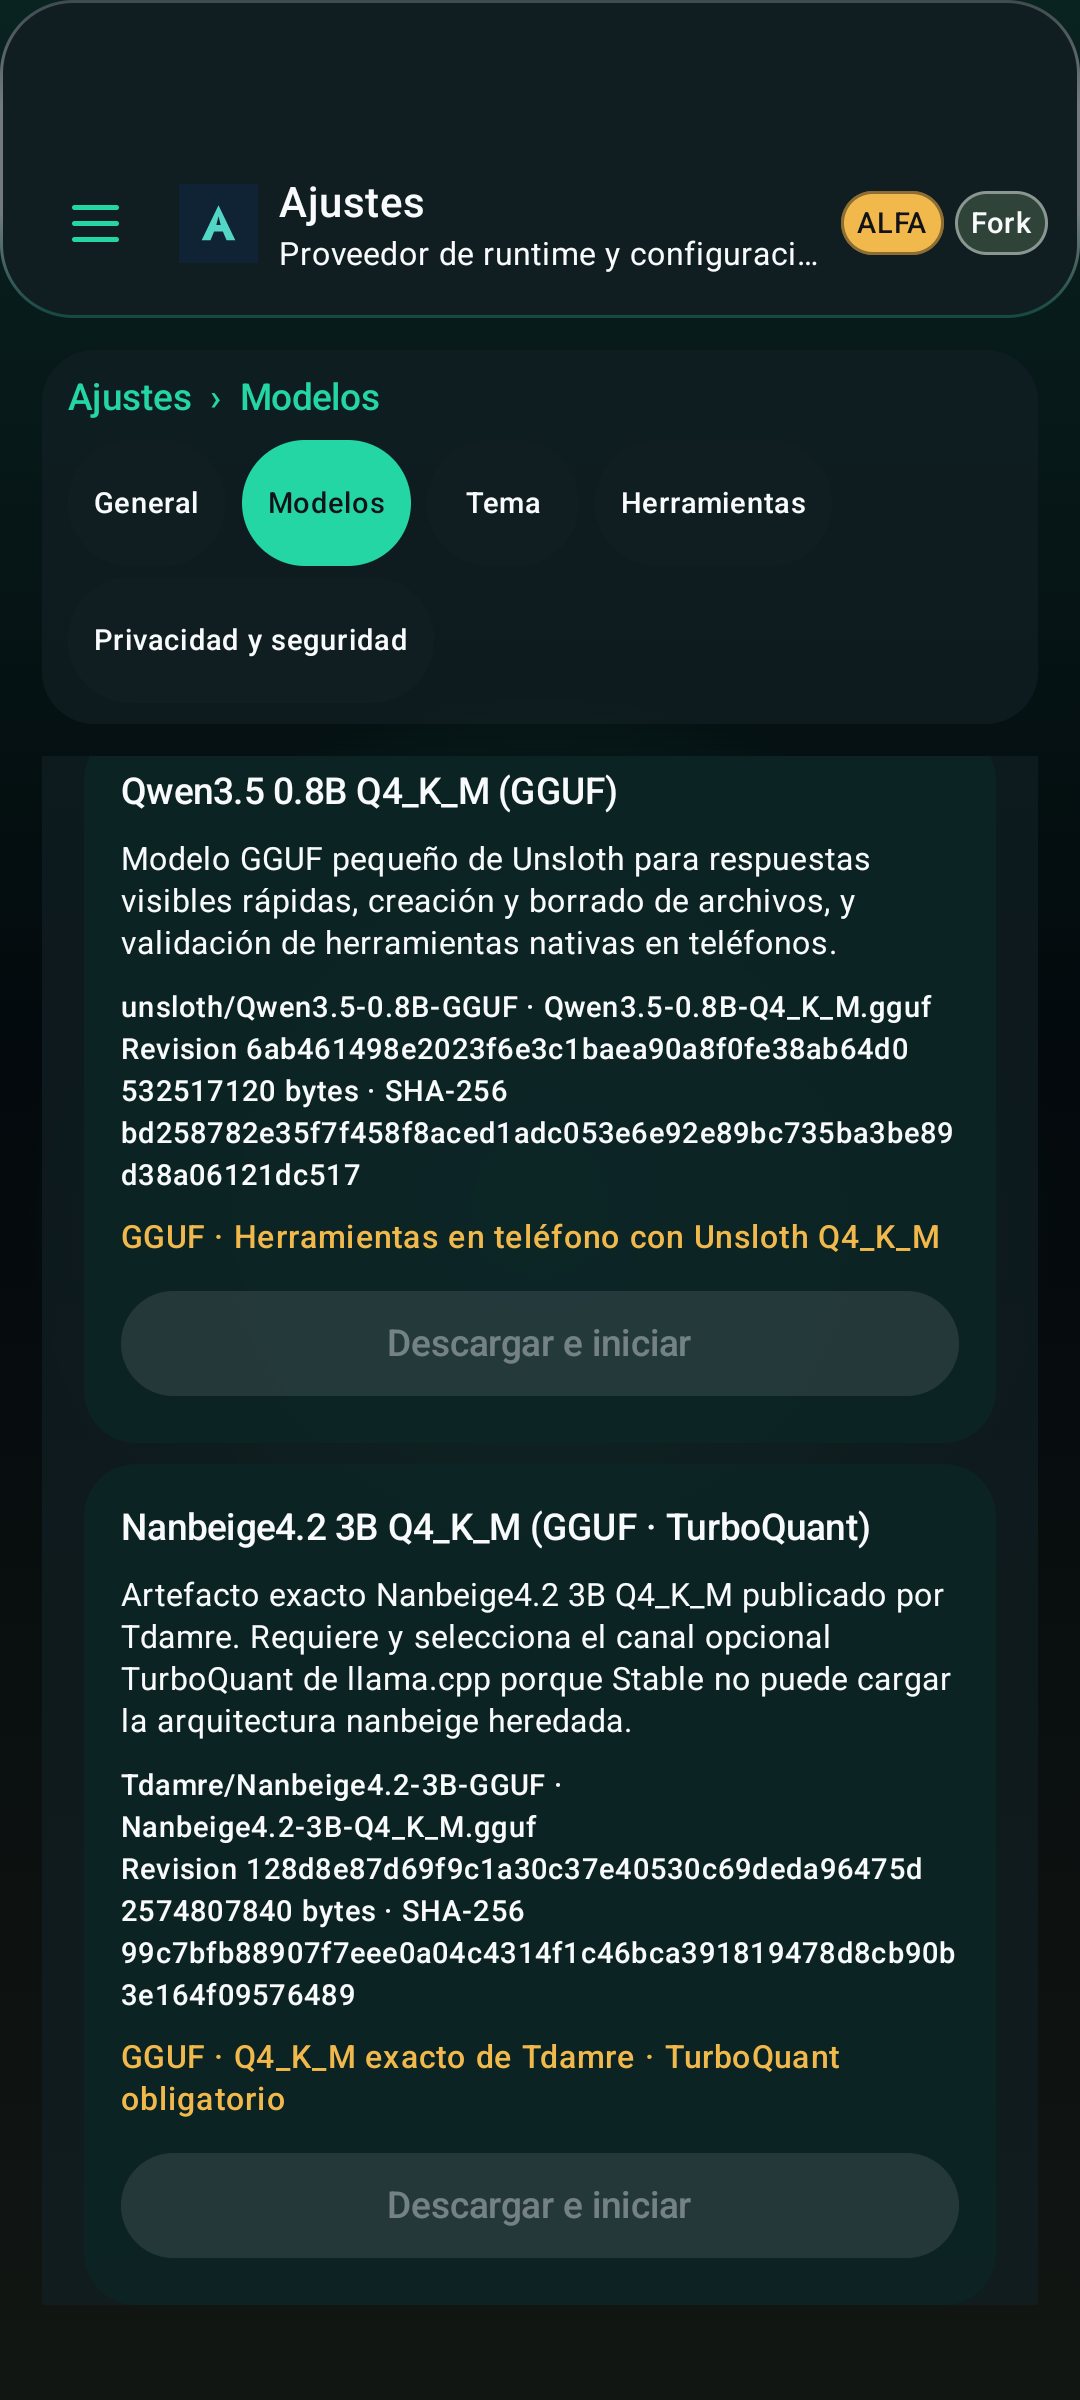 Ajustes
Proveedor de runtime y configuraci…
ALFA
Fork
Ajustes › Modelos
General
Modelos
Tema
Herramientas
Privacidad y seguridad
Qwen3.5 0.8B Q4_K_M (GGUF)
Modelo GGUF pequeño de Unsloth para respuestas
visibles rápidas, creación y borrado de archivos, y
validación de herramientas nativas en teléfonos.
unsloth/Qwen3.5-0.8B-GGUF · Qwen3.5-0.8B-Q4_K_M.gguf
Revision 6ab461498e2023f6e3c1baea90a8f0fe38ab64d0
532517120 bytes · SHA-256
bd258782e35f7f458f8aced1adc053e6e92e89bc735ba3be89
d38a06121dc517
GGUF · Herramientas en teléfono con Unsloth Q4_K_M
Descargar e iniciar
Nanbeige4.2 3B Q4_K_M (GGUF · TurboQuant)
Artefacto exacto Nanbeige4.2 3B Q4_K_M publicado por
Tdamre. Requiere y selecciona el canal opcional
TurboQuant de llama.cpp porque Stable no puede cargar
la arquitectura nanbeige heredada.
Tdamre/Nanbeige4.2-3B-GGUF ·
Nanbeige4.2-3B-Q4_K_M.gguf
Revision 128d8e87d69f9c1a30c37e40530c69deda96475d
2574807840 bytes · SHA-256
99c7bfb88907f7eee0a04c4314f1c46bca391819478d8cb90b
3e164f09576489
GGUF · Q4_K_M exacto de Tdamre · TurboQuant
obligatorio
Descargar e iniciar